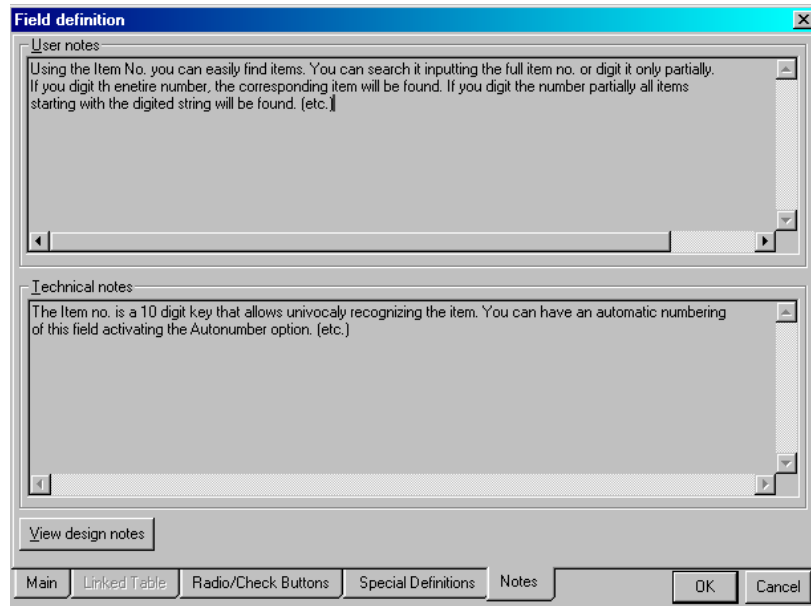 Field definition
User notes
Using the Item No. you can easily find items. You can search it inputting the full item no. or digit it only partially.
If you digit th enetire number, the corresponding item will be found. If you digit the number partially all items
starting with the digited string will be found. (etc.)
Technical notes
The Item no. is a 10 digit key that allows univocaly recognizing the item. You can have an automatic numbering
of this field activating the Autonumber option. (etc.)
View design notes
Main Linked Table Radio/Check Buttons Special Definitions Notes OK Cancel